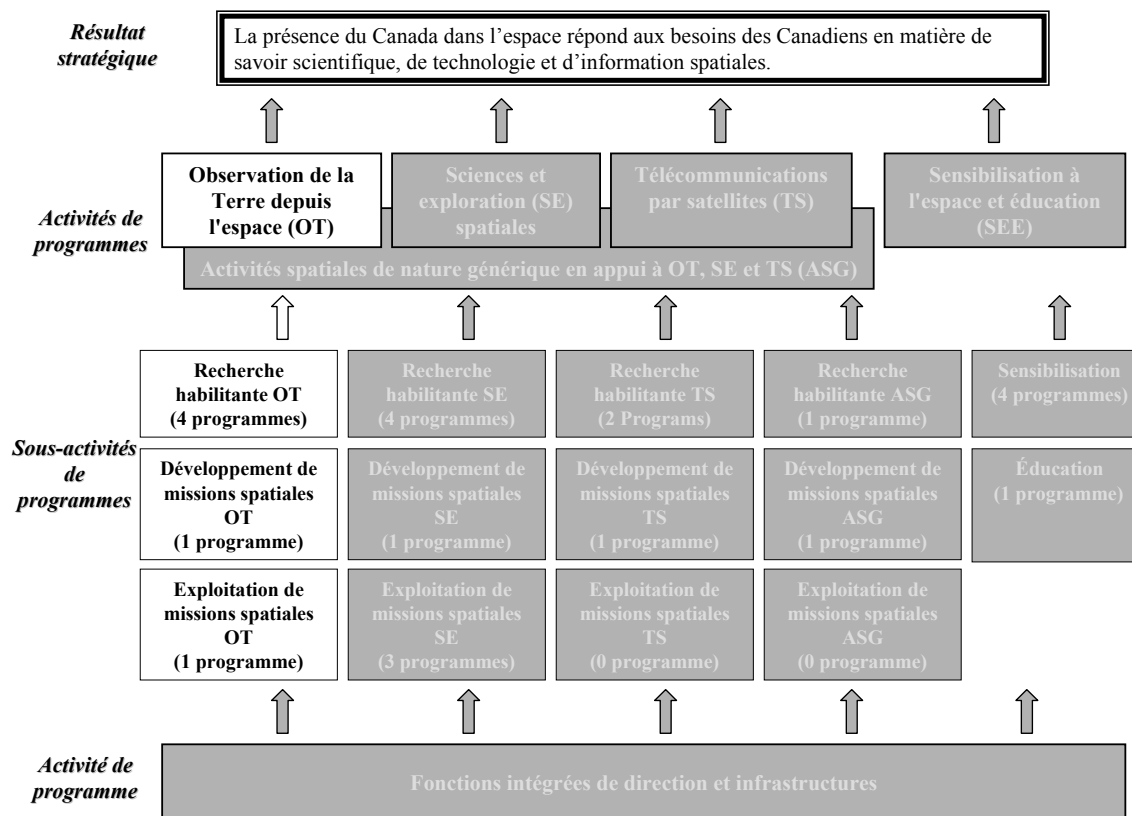 Résultat
stratégique
La présence du Canada dans l’espace répond aux besoins des Canadiens en matière de
savoir scientifique, de technologie et d’information spatiales.
Activités de
programmes
Observation de la
Terre depuis
l'espace (OT)
Sciences et
exploration (SE)
spatiales
Télécommunications
par satellites (TS)
Sensibilisation à
l'espace et éducation
(SEE)
Activités spatiales de nature générique en appui à OT, SE et TS (ASG)
Sous-activités
de
programmes
Recherche
habilitante OT
(4 programmes)
Recherche
habilitante SE
(4 programmes)
Recherche
habilitante TS
(2 Programs)
Recherche
habilitante ASG
(1 programme)
Sensibilisation
(4 programmes)
Développement de
missions spatiales
OT
(1 programme)
Développement de
missions spatiales
SE
(1 programme)
Développement de
missions spatiales
TS
(1 programme)
Développement de
missions spatiales
ASG
(1 programme)
Éducation
(1 programme)
Exploitation de
missions spatiales
OT
(1 programme)
Exploitation de
missions spatiales
SE
(3 programmes)
Exploitation de
missions spatiales
TS
(0 programme)
Exploitation de
missions spatiales
ASG
(0 programme)
Activité de
programme
Fonctions intégrées de direction et infrastructures